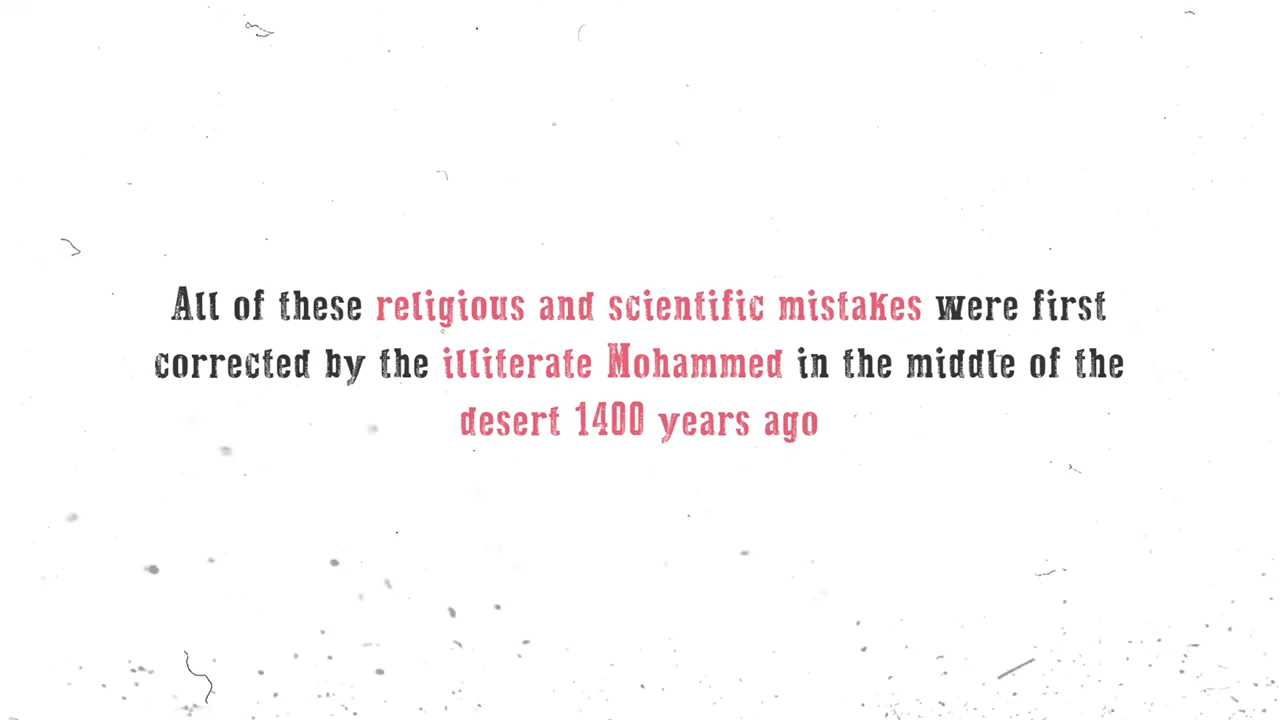 All of these religious and scientific mistakes were first
corrected by the illiterate Mohammed in the middle of the
desert 1400 years ago